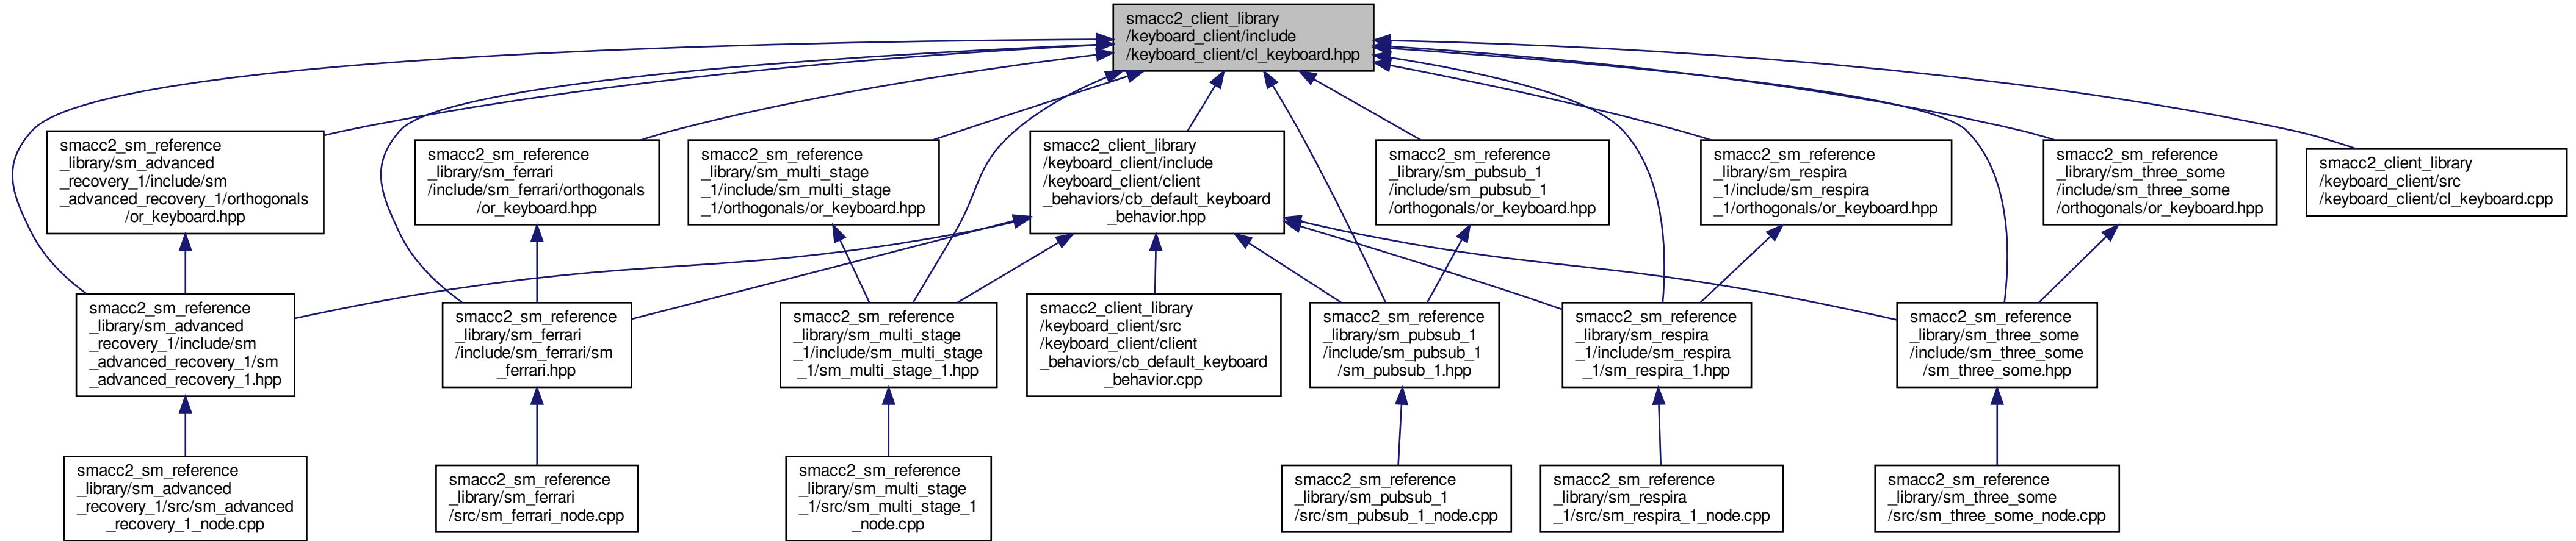 smacc2_client_library
/keyboard_client/include
/keyboard_client/cl_keyboard.hpp
smacc2_sm_reference
_library/sm_advanced
_recovery_1/include/sm
_advanced_recovery_1/orthogonals
/or_keyboard.hpp
smacc2_sm_reference
_library/sm_ferrari
/include/sm_ferrari/orthogonals
/or_keyboard.hpp
smacc2_sm_reference
_library/sm_multi_stage
_1/include/sm_multi_stage
_1/orthogonals/or_keyboard.hpp
smacc2_client_library
/keyboard_client/include
/keyboard_client/client
_behaviors/cb_default_keyboard
_behavior.hpp
smacc2_sm_reference
_library/sm_pubsub_1
/include/sm_pubsub_1
/orthogonals/or_keyboard.hpp
smacc2_sm_reference
_library/sm_respira
_1/include/sm_respira
_1/orthogonals/or_keyboard.hpp
smacc2_sm_reference
_library/sm_three_some
/include/sm_three_some
/orthogonals/or_keyboard.hpp
smacc2_client_library
/keyboard_client/src
/keyboard_client/cl_keyboard.cpp
smacc2_sm_reference
_library/sm_advanced
_recovery_1/include/sm
_advanced_recovery_1/sm
_advanced_recovery_1.hpp
smacc2_sm_reference
_library/sm_ferrari
/include/sm_ferrari/sm
_ferrari.hpp
smacc2_sm_reference
_library/sm_multi_stage
_1/include/sm_multi_stage
_1/sm_multi_stage_1.hpp
smacc2_client_library
/keyboard_client/src
/keyboard_client/client
_behaviors/cb_default_keyboard
_behavior.cpp
smacc2_sm_reference
_library/sm_pubsub_1
/include/sm_pubsub_1
/sm_pubsub_1.hpp
smacc2_sm_reference
_library/sm_respira
_1/include/sm_respira
_1/sm_respira_1.hpp
smacc2_sm_reference
_library/sm_three_some
/include/sm_three_some
/sm_three_some.hpp
smacc2_sm_reference
_library/sm_advanced
_recovery_1/src/sm_advanced
_recovery_1_node.cpp
smacc2_sm_reference
_library/sm_ferrari
/src/sm_ferrari_node.cpp
smacc2_sm_reference
_library/sm_multi_stage
_1/src/sm_multi_stage_1
_node.cpp
smacc2_sm_reference
_library/sm_pubsub_1
/src/sm_pubsub_1_node.cpp
smacc2_sm_reference
_library/sm_respira
_1/src/sm_respira_1_node.cpp
smacc2_sm_reference
_library/sm_three_some
/src/sm_three_some_node.cpp